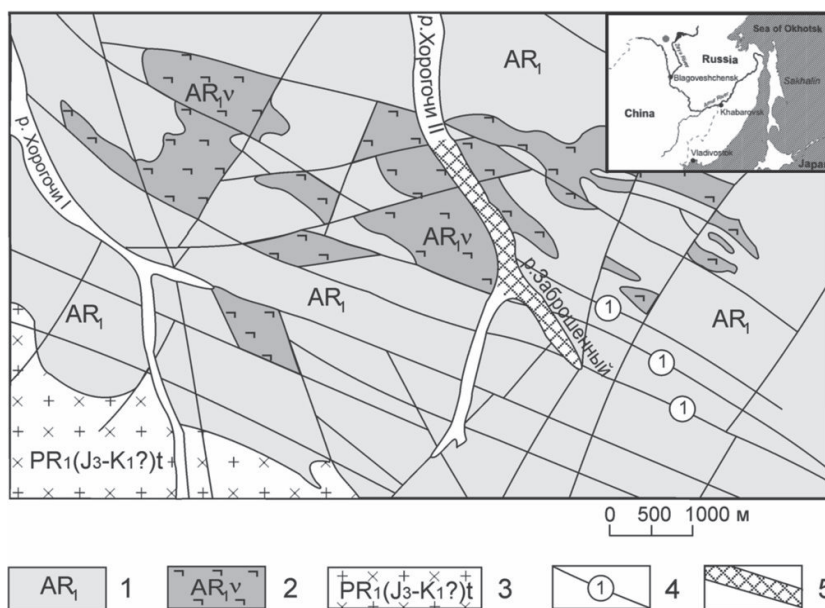 р. Хорогочи I
р.Хорогочи II
р.Заброшенный
AR₁ν
AR₁
AR₁ν
AR₁
AR₁
AR₁
PR₁(J₃-K₁?)t
1
1
1
Sea of Okhotsk
Russia
Sakhalin
Blagoveshchensk
China
Khabarovsk
Vladivostok
Japa
0 500 1000 м
AR₁ 1
AR₁ν 2
PR₁(J₃-K₁?)t 3
1 4
5